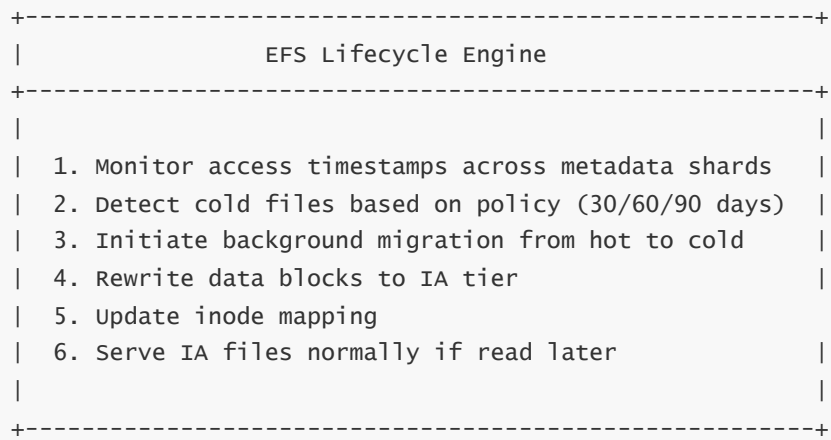 +--------------------------------------------------------+
|                 EFS Lifecycle Engine
+--------------------------------------------------------+
|                                                        |
|  1. Monitor access timestamps across metadata shards   |
|  2. Detect cold files based on policy (30/60/90 days)  |
|  3. Initiate background migration from hot to cold     |
|  4. Rewrite data blocks to IA tier                     |
|  5. Update inode mapping
|  6. Serve IA files normally if read later              |
|                                                        |
+--------------------------------------------------------+